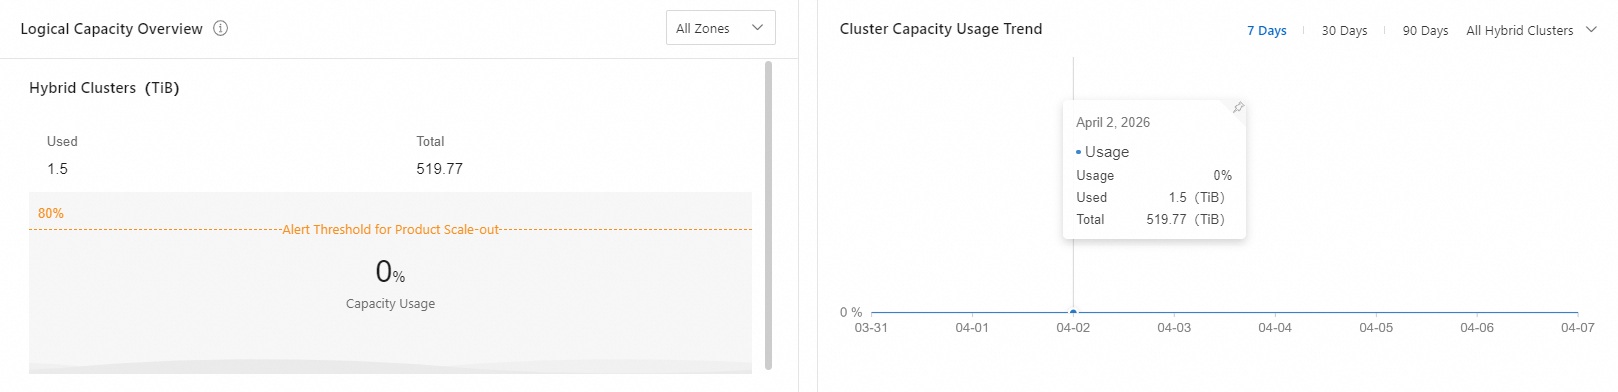 Logical Capacity Overview
All Zones
Hybrid Clusters (TiB)
Used
Total
1.5
519.77
80%
Alert Threshold for Product Scale-out
0%
Capacity Usage
Cluster Capacity Usage Trend
7 Days
30 Days
90 Days
All Hybrid Clusters
April 2, 2026
Usage
Usage 0%
Used 1.5 (TiB)
Total 519.77 (TiB)
0 %
03-31 04-01 04-02 04-03 04-04 04-05 04-06 04-07